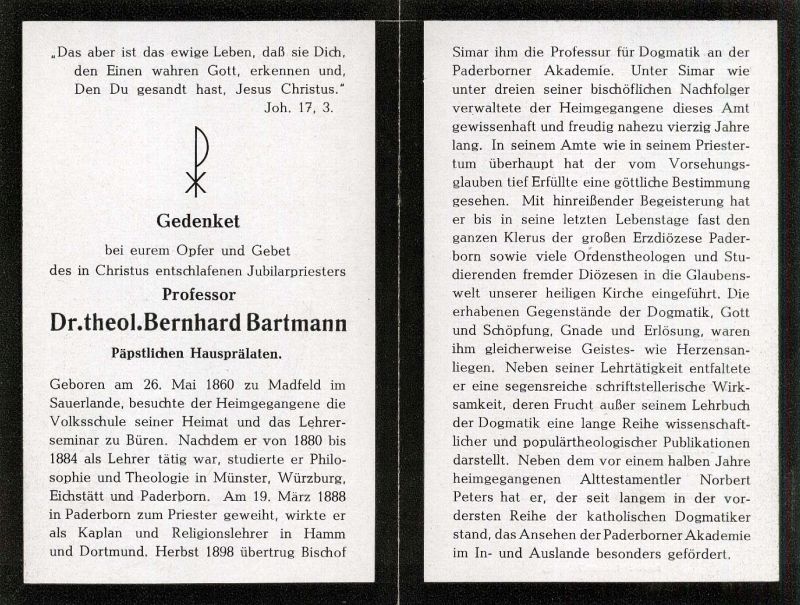 „Das aber ist das ewige Leben, daß sie Dich,
den Einen wahren Gott, erkennen und,
Den Du gesandt hast, Jesus Christus.“
Joh. 17, 3.
Gedenket
bei eurem Opfer und Gebet
des in Christus entschlafenen Jubilarpriesters
Professor
Dr.theol.Bernhard Bartmann
Päpstlichen Hausprälaten.
Geboren am 26. Mai 1860 zu Madfeld im
Sauerlande, besuchte der Heimgegangene die
Volksschule seiner Heimat und das Lehrer-
seminar zu Büren. Nachdem er von 1880 bis
1884 als Lehrer tätig war, studierte er Philo-
sophie und Theologie in Münster, Würzburg,
Eichstätt und Paderborn. Am 19. März 1888
in Paderborn zum Priester geweiht, wirkte er
als Kaplan und Religionslehrer in Hamm
und Dortmund. Herbst 1898 übertrug Bischof
Simar ihm die Professur für Dogmatik an der
Paderborner Akademie. Unter Simar wie
unter dreien seiner bischöflichen Nachfolger
verwaltete der Heimgegangene dieses Amt
gewissenhaft und freudig nahezu vierzig Jahre
lang. In seinem Amte wie in seinem Priester-
tum überhaupt hat der vom Vorsehungs-
glauben tief Erfüllte eine göttliche Bestimmung
gesehen. Mit hinreißender Begeisterung hat
er bis in seine letzten Lebenstage fast den
ganzen Klerus der großen Erzdiözese Pader-
born sowie viele Ordenstheologen und Stu-
dierenden fremder Diözesen in die Glaubens-
welt unserer heiligen Kirche eingeführt. Die
erhabenen Gegenstände der Dogmatik, Gott
und Schöpfung, Gnade und Erlösung, waren
ihm gleicherweise Geistes- wie Herzensan-
liegen. Neben seiner Lehrtätigkeit entfaltete
er eine segensreiche schriftstellerische Wirk-
samkeit, deren Frucht außer seinem Lehrbuch
der Dogmatik eine lange Reihe wissenschaft-
licher und populärtheologischer Publikationen
darstellt. Neben dem vor einem halben Jahre
heimgegangenen Alttestamentler Norbert
Peters hat er, der seit langem in der vor-
dersten Reihe der katholischen Dogmatiker
stand, das Ansehen der Paderborner Akademie
im In- und Auslande besonders gefördert.